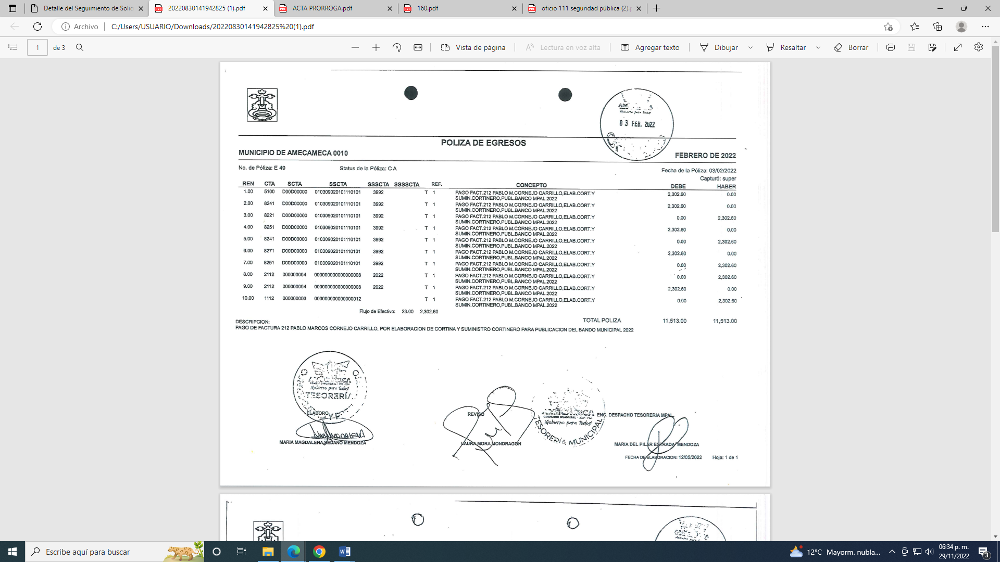 Detalle del Seguimiento de Solic
20220830141942825 (1).pdf
ACTA PRORROGA.pdf
160.pdf
oficio 111 seguridad pública (2).p
Archivo
C:/Users/USUARIO/Downloads/20220830141942825%20(1).pdf
1 de 3
Vista de página
Lectura en voz alta
Agregar texto
Dibujar
Resaltar
Borrar
03 FEB. 2022
POLIZA DE EGRESOS
MUNICIPIO DE AMECAMECA 0010
FEBRERO DE 2022
No. de Póliza: E 49
Status de la Póliza: C A
Fecha de la Póliza: 03/02/2022
Capturó: super
REN CTA SCTA SSCTA SSSCTA SSSSCTA REF. CONCEPTO DEBE HABER
1.00 5100 D00D00000 010309020101110101 3992 T 1 PAGO FACT.212 PABLO M.CORNEJO CARRILLO,ELAB.CORT.Y 2,302.60 0.00
SUMIN.CORTINERO,PUBL.BANCO MPAL.2022
2.00 8241 D00D00000 010309020101110101 3992 T 1 PAGO FACT.212 PABLO M.CORNEJO CARRILLO,ELAB.CORT.Y 2,302.60 0.00
SUMIN.CORTINERO,PUBL.BANCO MPAL.2022
3.00 8221 D00D00000 010309020101110101 3992 T 1 PAGO FACT.212 PABLO M.CORNEJO CARRILLO,ELAB.CORT.Y 0.00 2,302.60
SUMIN.CORTINERO,PUBL.BANCO MPAL.2022
4.00 8251 D00D00000 010309020101110101 3992 T 1 PAGO FACT.212 PABLO M.CORNEJO CARRILLO,ELAB.CORT.Y 2,302.60 0.00
SUMIN.CORTINERO,PUBL.BANCO MPAL.2022
5.00 8241 D00D00000 010309020101110101 3992 T 1 PAGO FACT.212 PABLO M.CORNEJO CARRILLO,ELAB.CORT.Y 0.00 2,302.60
SUMIN.CORTINERO,PUBL.BANCO MPAL.2022
6.00 8271 D00D00000 010309020101110101 3992 T 1 PAGO FACT.212 PABLO M.CORNEJO CARRILLO,ELAB.CORT.Y 2,302.60 0.00
SUMIN.CORTINERO,PUBL.BANCO MPAL.2022
7.00 8251 D00D00000 010309020101110101 3992 T 1 PAGO FACT.212 PABLO M.CORNEJO CARRILLO,ELAB.CORT.Y 0.00 2,302.60
SUMIN.CORTINERO,PUBL.BANCO MPAL.2022
8.00 2112 000000004 000000000000000008 2022 T 1 PAGO FACT.212 PABLO M.CORNEJO CARRILLO,ELAB.CORT.Y 0.00 2,302.60
SUMIN.CORTINERO,PUBL.BANCO MPAL.2022
9.00 2112 000000004 000000000000000008 2022 T 1 PAGO FACT.212 PABLO M.CORNEJO CARRILLO,ELAB.CORT.Y 2,302.60 0.00
SUMIN.CORTINERO,PUBL.BANCO MPAL.2022
10.00 1112 000000003 000000000000000012 T 1 PAGO FACT.212 PABLO M.CORNEJO CARRILLO,ELAB.CORT.Y 0.00 2,302.60
SUMIN.CORTINERO,PUBL.BANCO MPAL.2022
Flujo de Efectivo: 23.00 2,302.60
TOTAL POLIZA 11,513.00 11,513.00
DESCRIPCION:
PAGO DE FACTURA 212 PABLO MARCOS CORNEJO CARRILLO, POR ELABORACION DE CORTINA Y SUMINISTRO CORTINERO PARA PUBLICACION DEL BANDO MUNICIPAL 2022
AMECAMECA
¡Gobierno para Todos!
TESORERÍA
ELABORO
MARIA MAGDALENA SEDANO MENDOZA
REVISO
LAURA MORA MONDRAGON
AMECAMECA
¡Gobierno para Todos!
TESORERÍA MUNICIPAL
ENC. DESPACHO TESORERIA MPAL.
MARIA DEL PILAR ESTRADA MENDOZA
FECHA DE ELABORACION: 12/05/2022 Hoja: 1 de 1
Escribe aquí para buscar
12°C Mayorm. nubla...
06:34 p. m.
29/11/2022
3